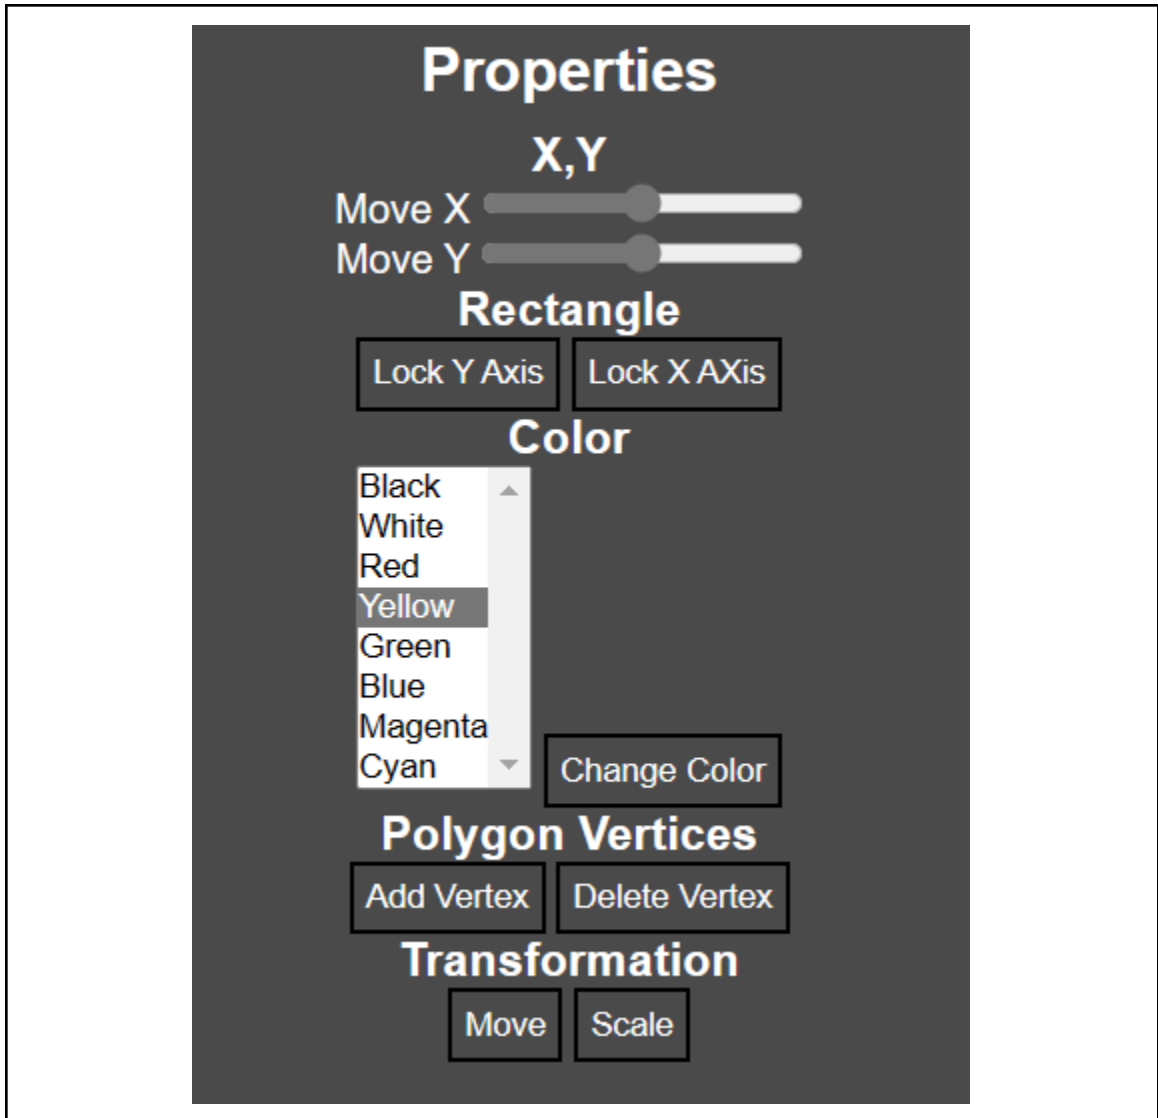 Properties
X,Y
Move X
Move Y
Rectangle
Lock Y Axis Lock X AXis
Color
Black
White
Red
Yellow
Green
Blue
Magenta
Cyan
Change Color
Polygon Vertices
Add Vertex Delete Vertex
Transformation
Move Scale